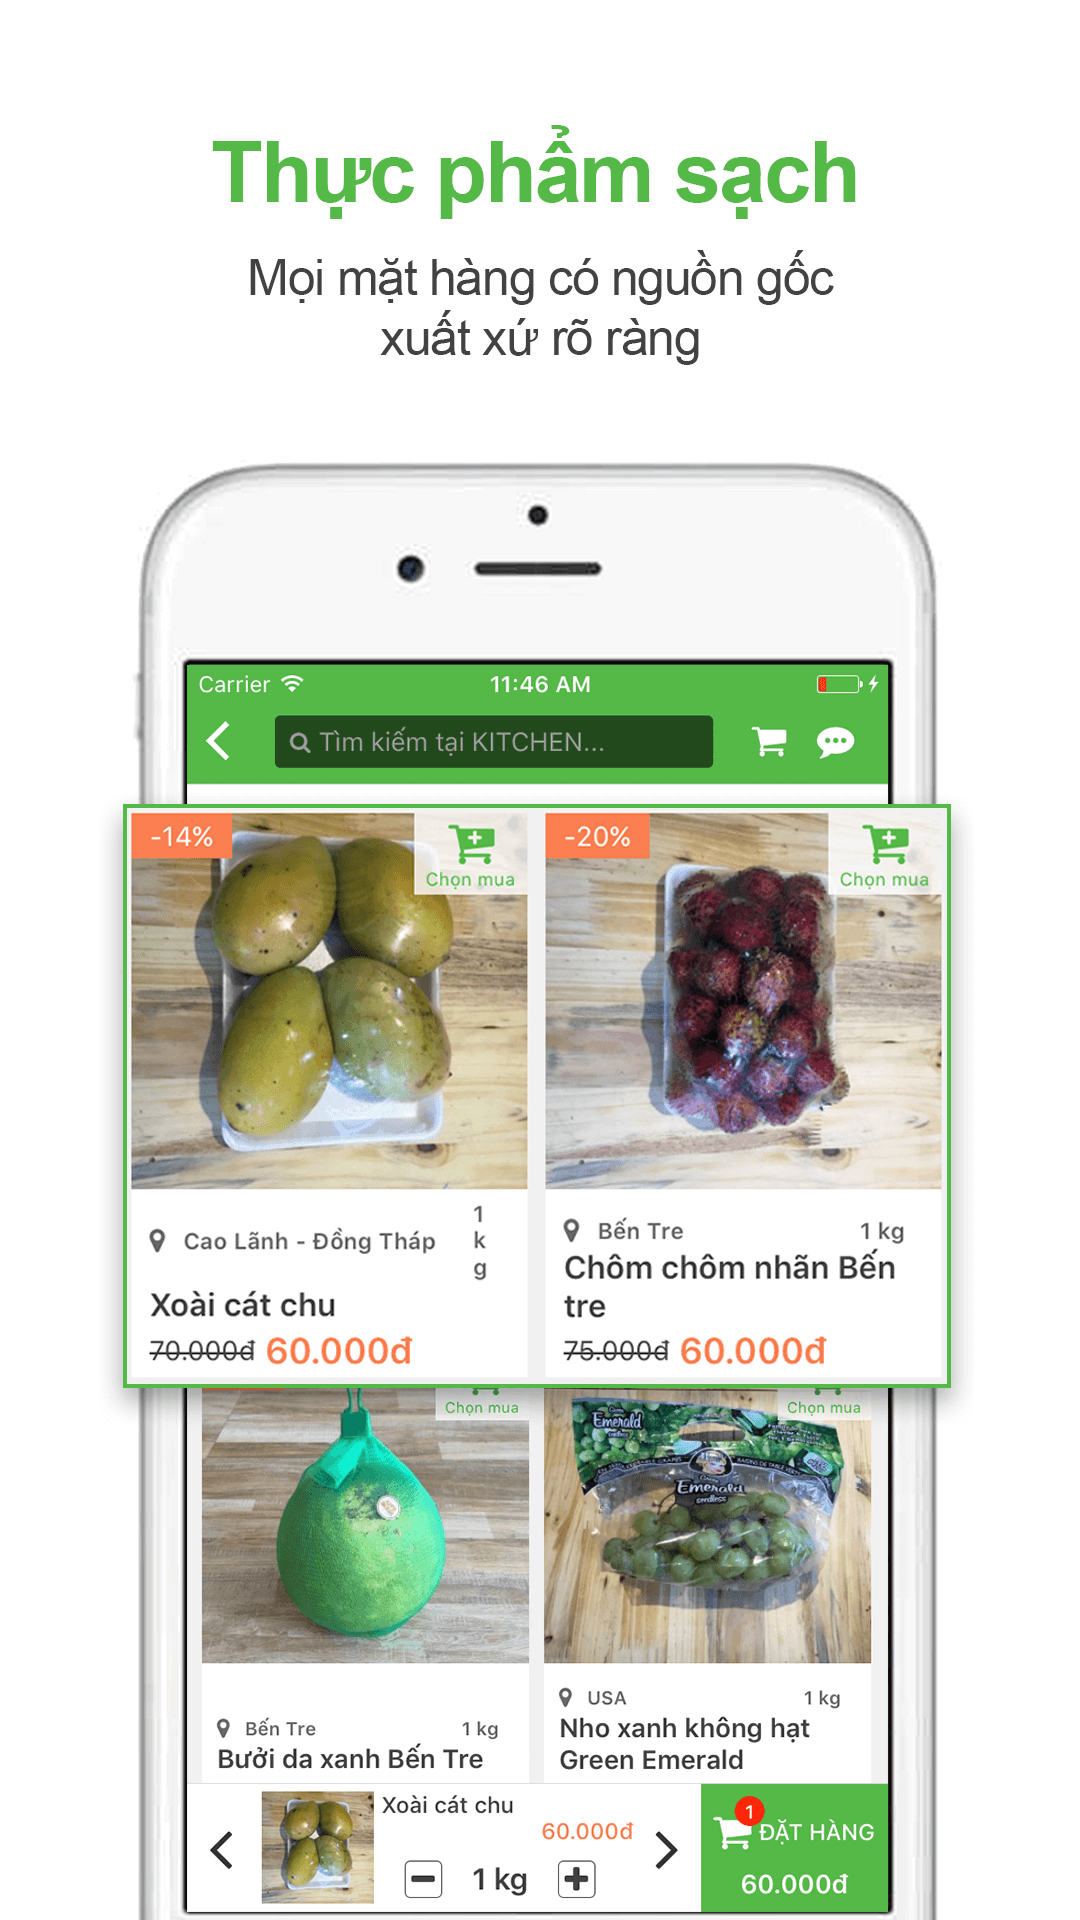 Thực phẩm sạch
Mọi mặt hàng có nguồn gốc
xuất xứ rõ ràng
Carrier 11:46 AM
Tìm kiếm tại KITCHEN...
-14%
Chọn mua
-20%
Chọn mua
Cao Lãnh - Đồng Tháp 1
k
g
Xoài cát chu
70.000đ 60.000đ
Bến Tre 1 kg
Chôm chôm nhãn Bến
tre
75.000đ 60.000đ
Chọn mua
Chọn mua
Emerald
seedless
Emerald
seedless
Bến Tre 1 kg
Bưởi da xanh Bến Tre
USA 1 kg
Nho xanh không hạt
Green Emerald
Xoài cát chu
60.000đ
1 kg
1
ĐẶT HÀNG
60.000đ